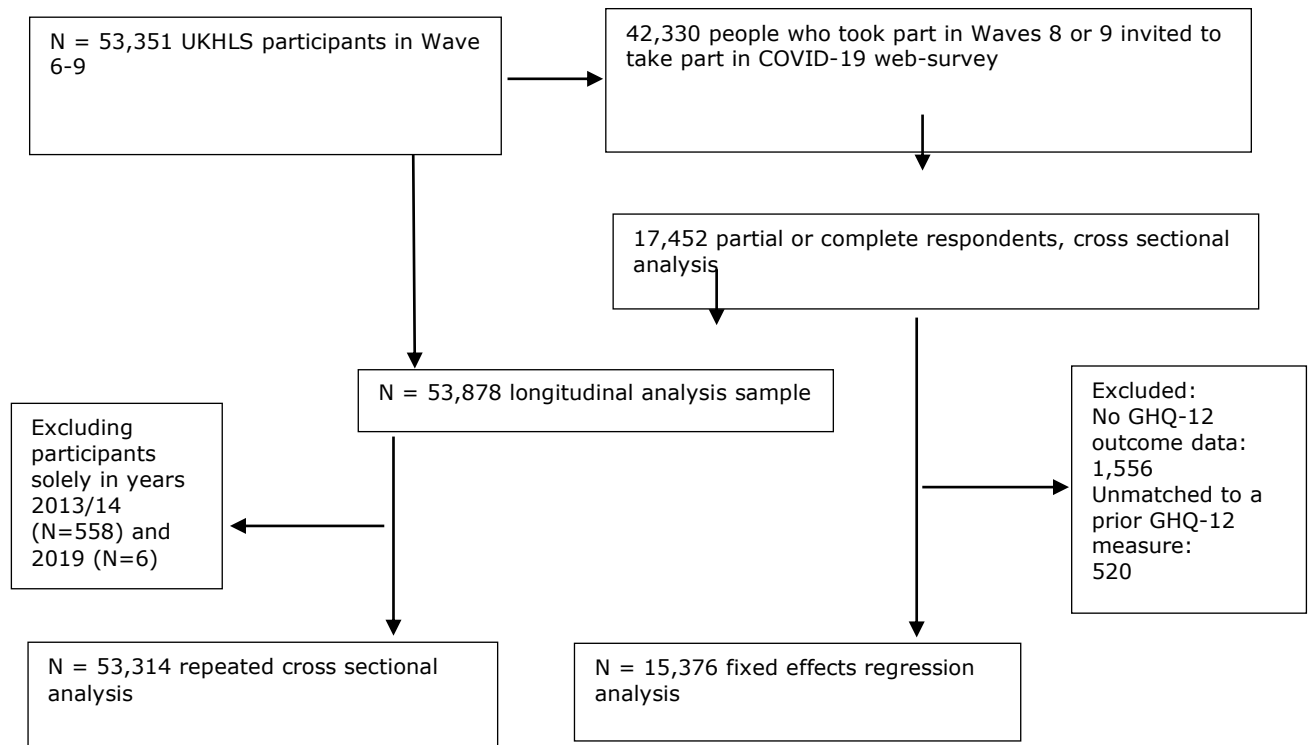 N = 53,351 UKHLS participants in Wave
6-9
42,330 people who took part in Waves 8 or 9 invited to
take part in COVID-19 web-survey
17,452 partial or complete respondents, cross sectional
analysis
N = 53,878 longitudinal analysis sample
Excluding
participants
solely in years
2013/14
(N=558) and
2019 (N=6)
Excluded:
No GHQ-12
outcome data:
1,556
Unmatched to a
prior GHQ-12
measure:
520
N = 53,314 repeated cross sectional
analysis
N = 15,376 fixed effects regression
analysis